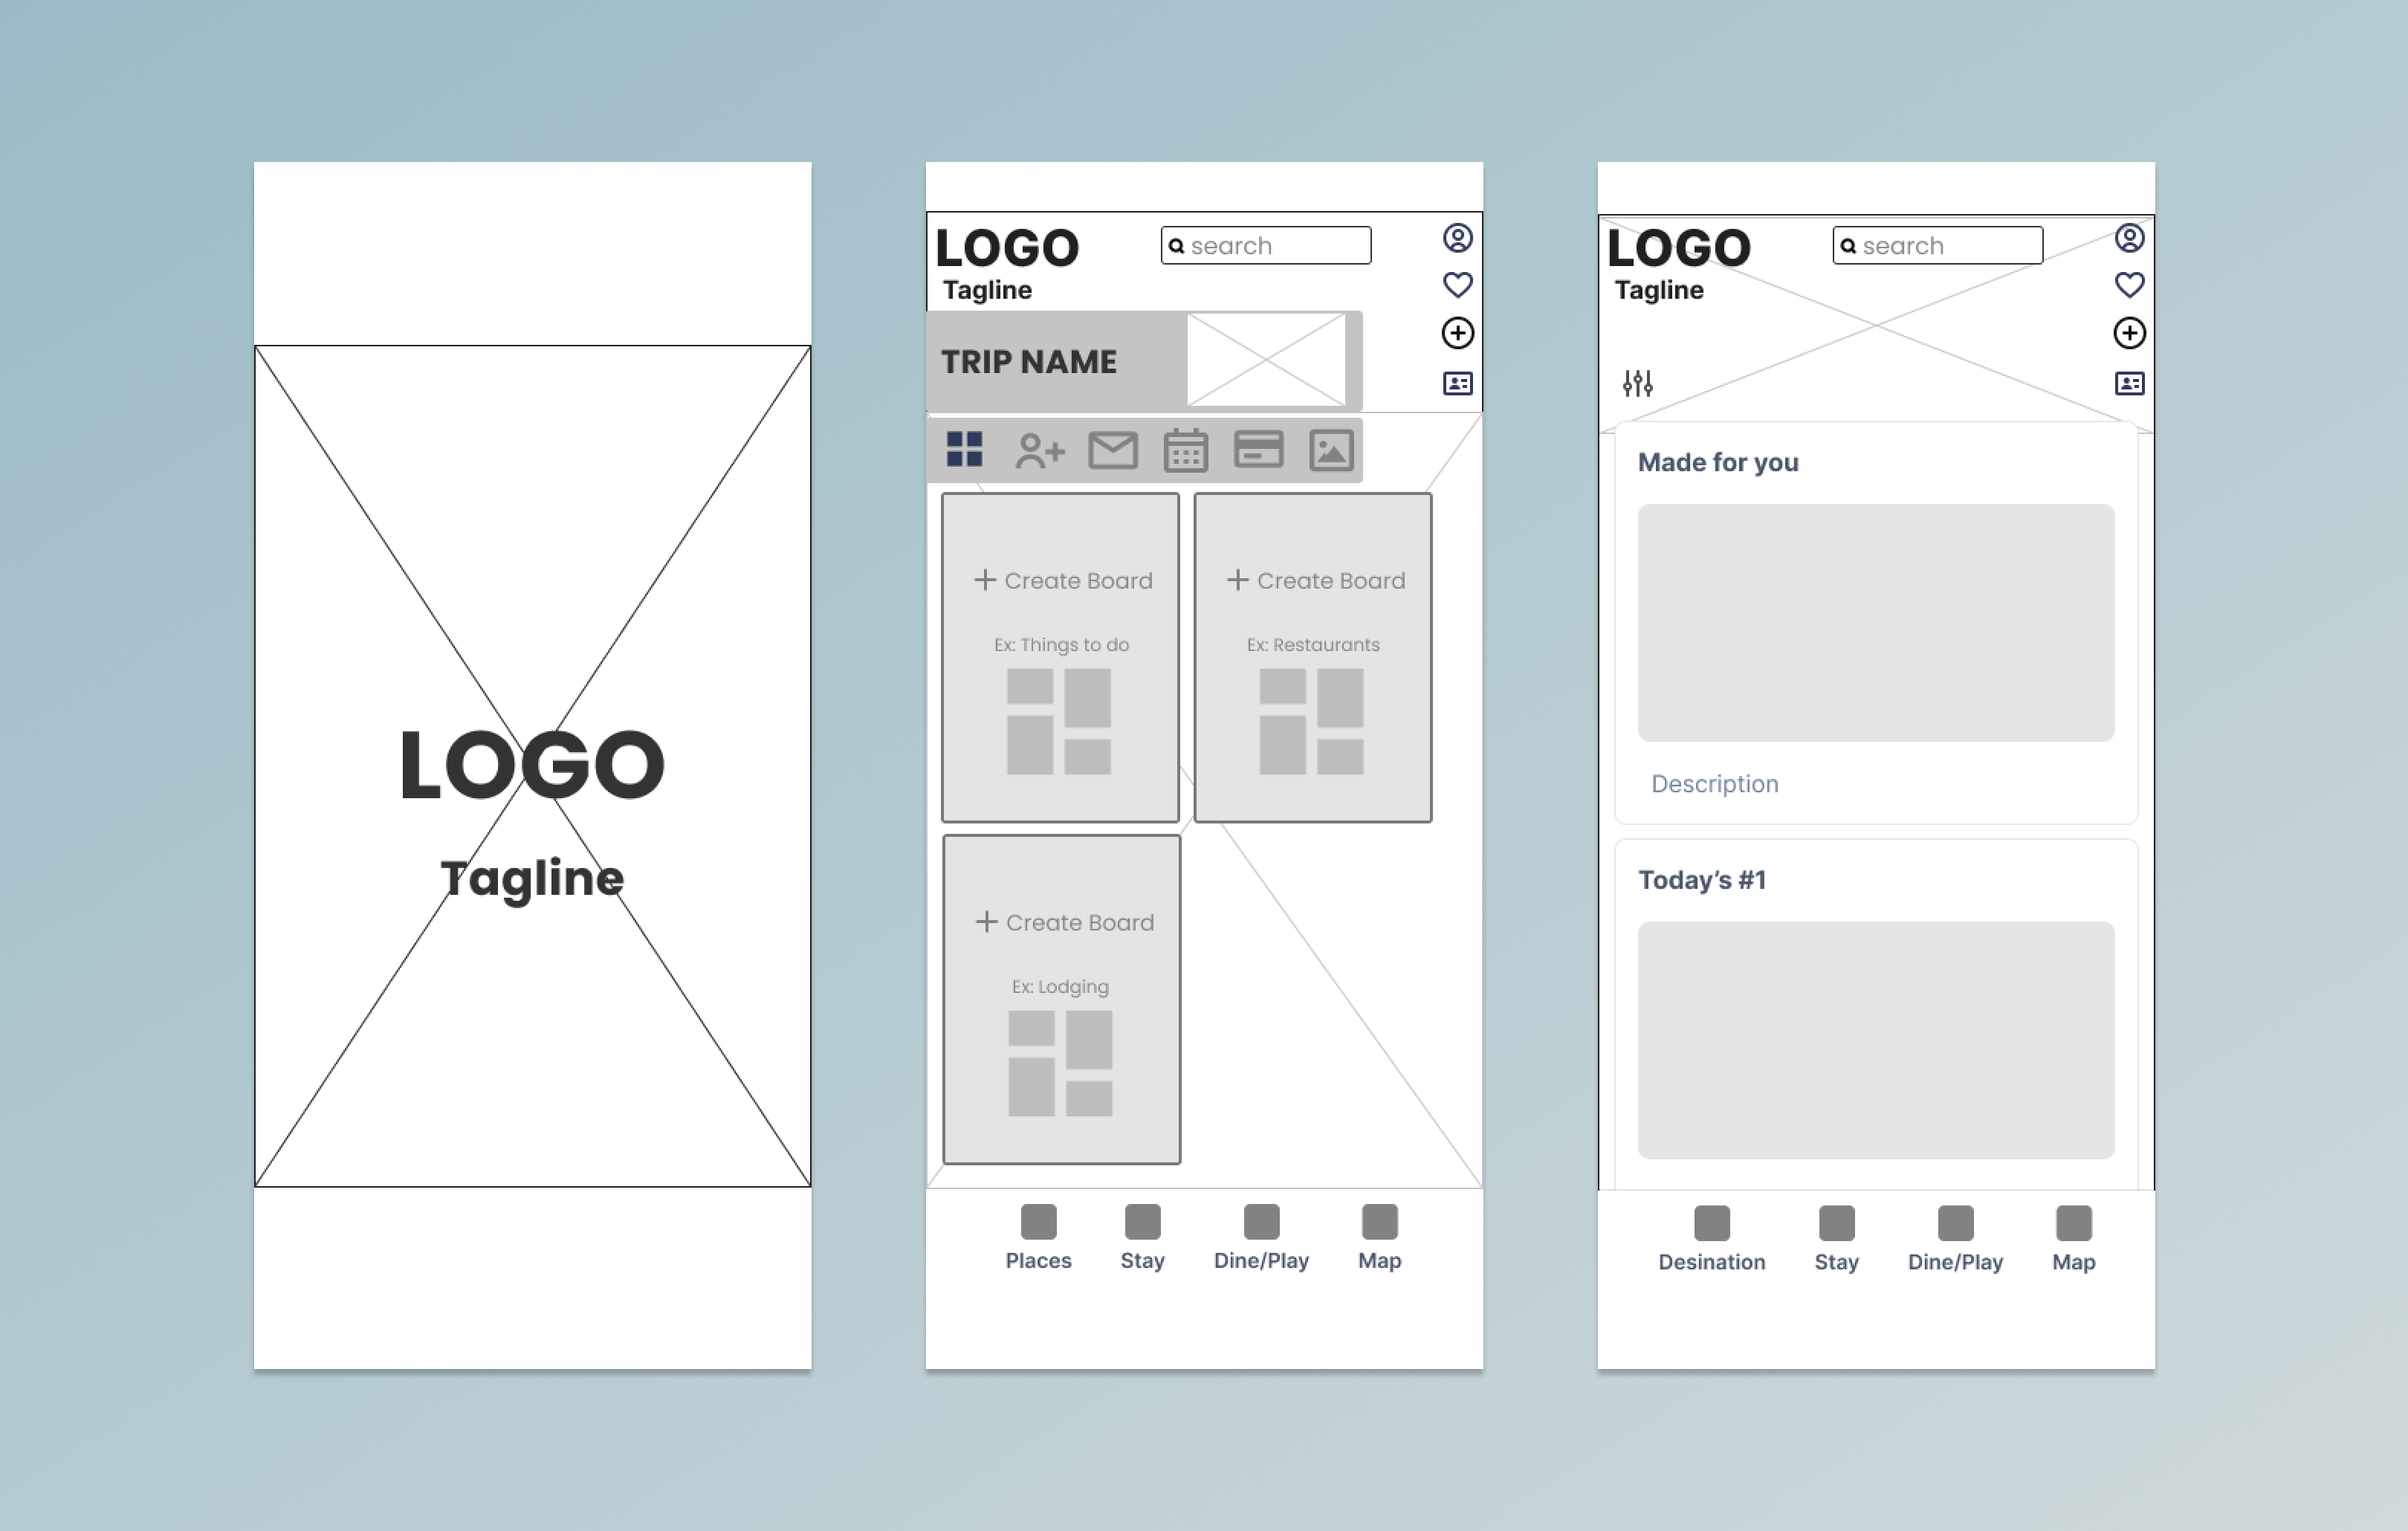 LOGO
Tagline
LOGO
search
Tagline
TRIP NAME
Create Board
Ex: Things to do
Create Board
Ex: Restaurants
Create Board
Ex: Lodging
Places
Stay
Dine/Play
Map
LOGO
search
Tagline
Made for you
Description
Today’s #1
Desination
Stay
Dine/Play
Map